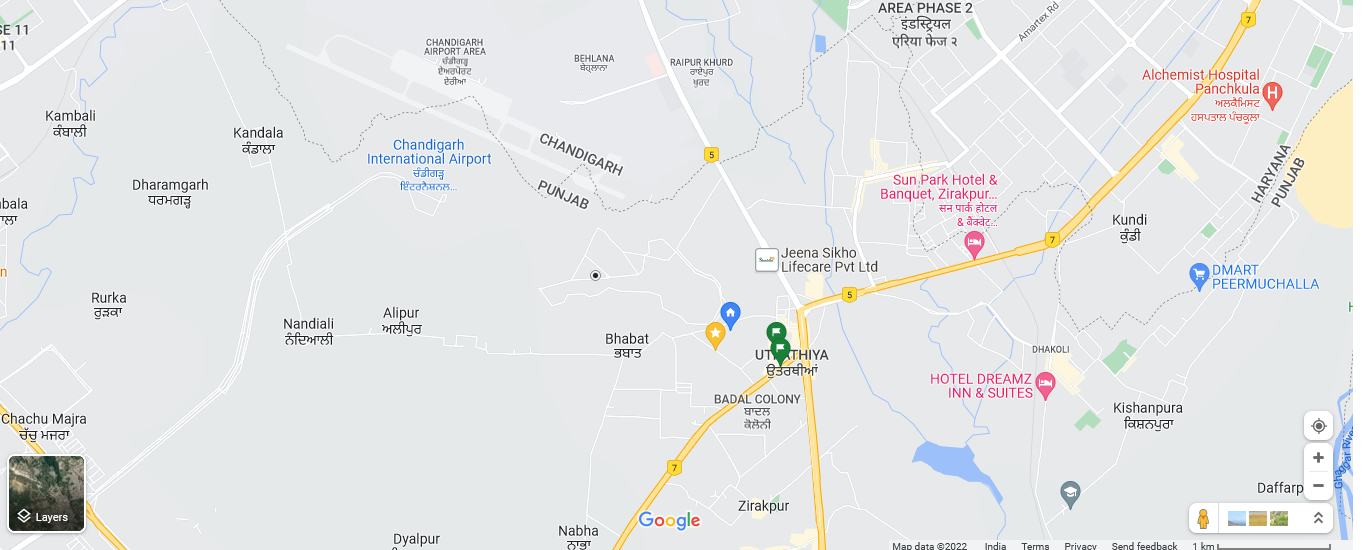 SE 11
11
AREA PHASE 2
इंडस्ट्रियल
एरिया फेज २
Amartex Rd
7
CHANDIGARH
AIRPORT AREA
ਚੰਡੀਗੜ੍ਹ
ਏਅਰਪੋਰਟ
ਏਰੀਆ
BEHLANA
ਬੇਹਲਾਨਾ
RAIPUR KHURD
ਰਾਏਪੁਰ
ਖੁਰਦ
Alchemist Hospital
Panchkula
ਅਲਕੈਮਿਸਟ
ਹਸਪਤਾਲ ਪੰਚਕੂਲਾ
H
Kambali
ਕੰਬਾਲੀ
Kandala
ਕੰਡਾਲਾ
Chandigarh
International Airport
ਚੰਡੀਗੜ੍ਹ
ਇੰਟਰਨੈਸ਼ਨਲ...
CHANDIGARH
PUNJAB
5
HARYANA
PUNJAB
Dharamgarh
ਧਰਮਗੜ੍ਹ
Sun Park Hotel &
Banquet, Zirakpur...
सन पार्क होटल
& बैंक्वेट...
bala
ਾਲਾ
Kundi
ਕੁੰਡੀ
7
Jeena Sikho
Lifecare Pvt Ltd
DMART
PEERMUCHALLA
5
Rurka
ਰੁੜਕਾ
Nandiali
ਨੰਦਿਆਲੀ
Alipur
ਅਲੀਪੁਰ
Bhabat
ਭਬਾਤ
ਉਤਰਥੀਆਂ
DHAKOLI
HOTEL DREAMZ
INN & SUITES
BADAL COLONY
ਬਾਦਲ
ਕੋਲੋਨੀ
Kishanpura
ਕਿਸ਼ਨਪੁਰਾ
Chachu Majra
ਚੱਚੂ ਮਜਰਾ
7
Zirakpur
Daffarp
Layers
Google
Nabha
ਨਾਭਾ
Dyalpur
Map data ©2022 India Terms Privacy Send feedback 1 km